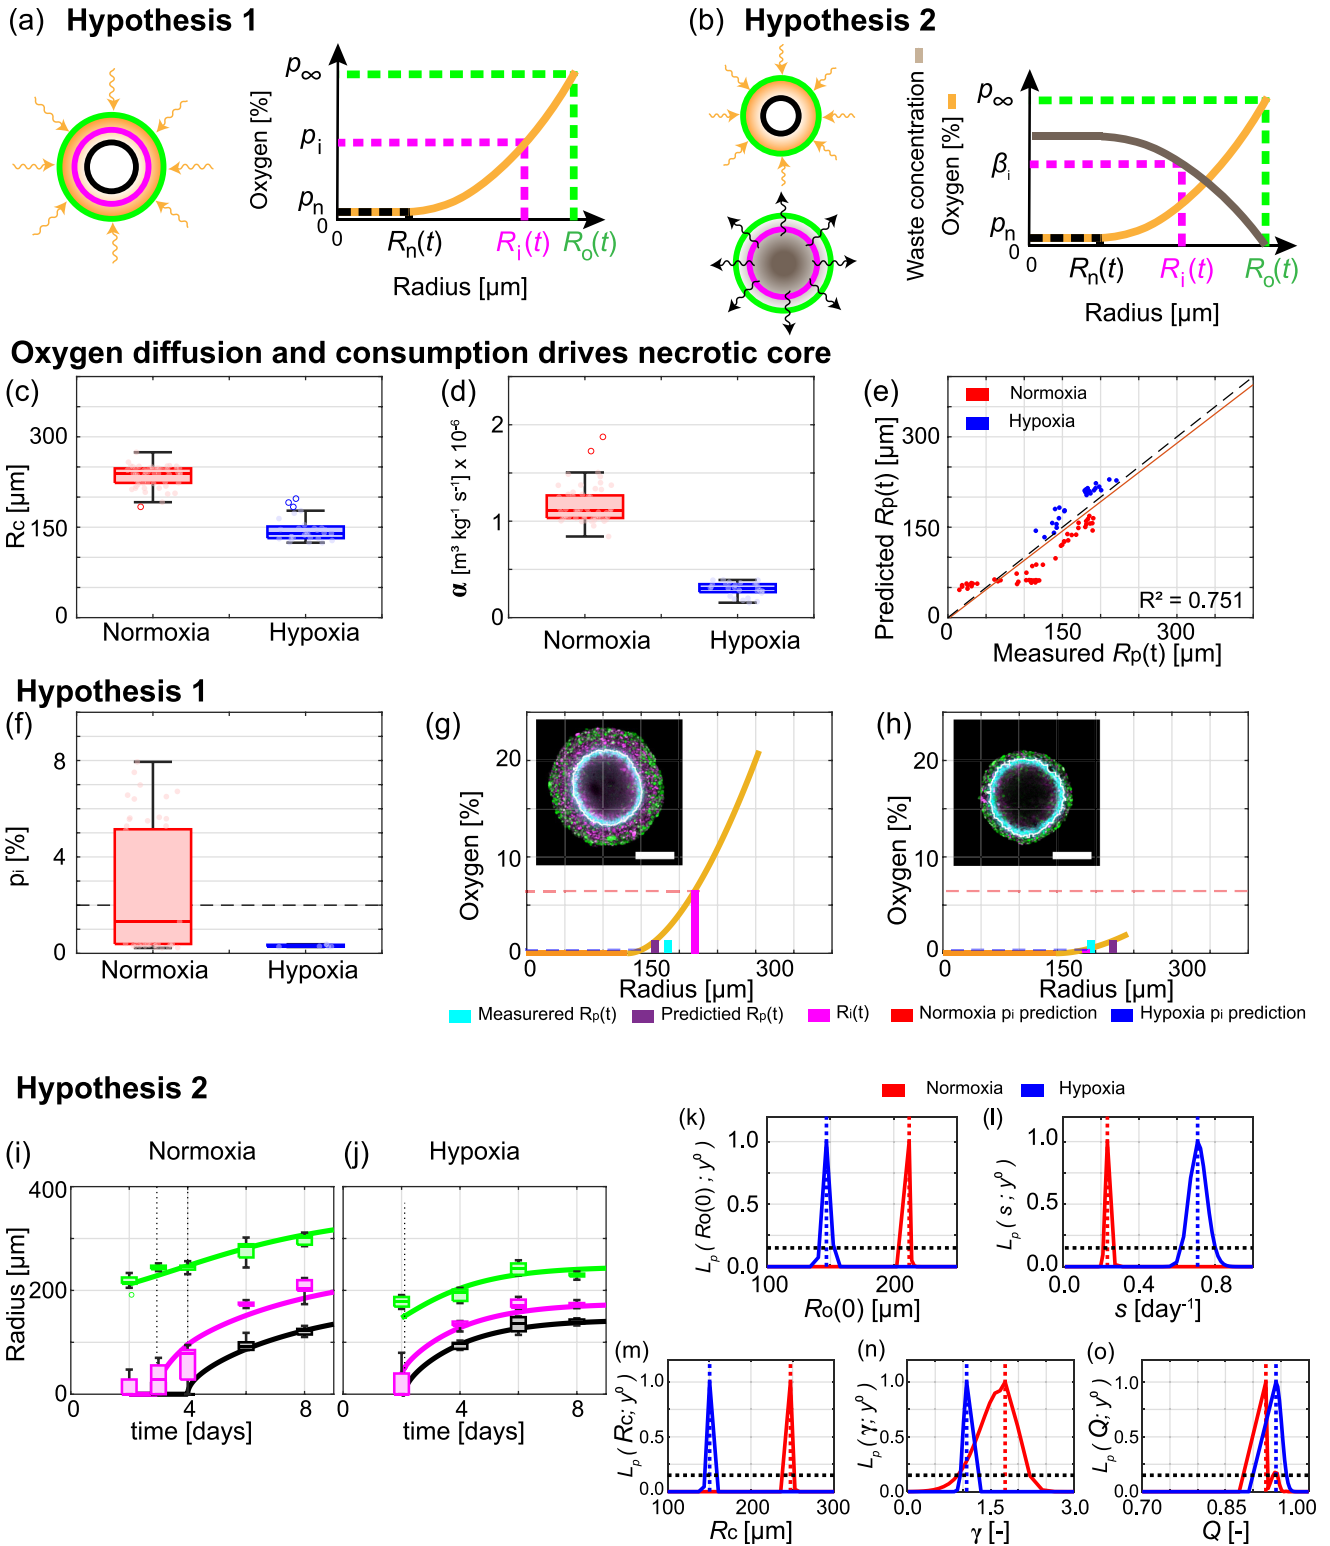 (a) Hypothesis 1
Oxygen [%]
p∞
pi
pn
0
Rn(t) Ri(t) Ro(t)
Radius [µm]
(b) Hypothesis 2
Waste concentration
Oxygen [%]
p∞
βi
pn
0
0
Rn(t) Ri(t) Ro(t)
Radius [µm]
Oxygen diffusion and consumption drives necrotic core
(c)
Rc [µm]
300
150
0
Normoxia Hypoxia
(d)
α [m³ kg⁻¹ s⁻¹] x 10⁻⁶
2
1
0
Normoxia Hypoxia
(e)
Normoxia
Hypoxia
Predicted Rp(t) [µm]
300
150
0
R² = 0.751
0 150 300
Measured Rp(t) [µm]
Hypothesis 1
(f)
pi [%]
8
4
0
Normoxia Hypoxia
(g)
Oxygen [%]
20
10
0
0 150 300
Radius [µm]
(h)
Oxygen [%]
20
10
0
0 150 300
Radius [µm]
Measurered Rp(t) Predictied Rp(t) Ri(t) Normoxia pi prediction Hypoxia pi prediction
Hypothesis 2
Normoxia Hypoxia
(i) Normoxia
Radius [µm]
400
200
0
0 4 8
time [days]
(j) Hypoxia
0 4 8
time [days]
(k)
Lp ( Ro(0) ; y⁰ )
1.0
0.5
0.0
100 200
Ro(0) [µm]
(l)
Lp ( s ; y⁰ )
1.0
0.5
0.0
0.0 0.4 0.8
s [day⁻¹]
(m)
Lp ( Rc; y⁰ )
1.0
0.5
0.0
100 200 300
Rc [µm]
(n)
Lp ( γ; y⁰ )
1.0
0.5
0.0
0.0 1.5 3.0
γ [-]
(o)
Lp ( Q; y⁰ )
1.0
0.5
0.0
0.70 0.85 1.00
Q [-]